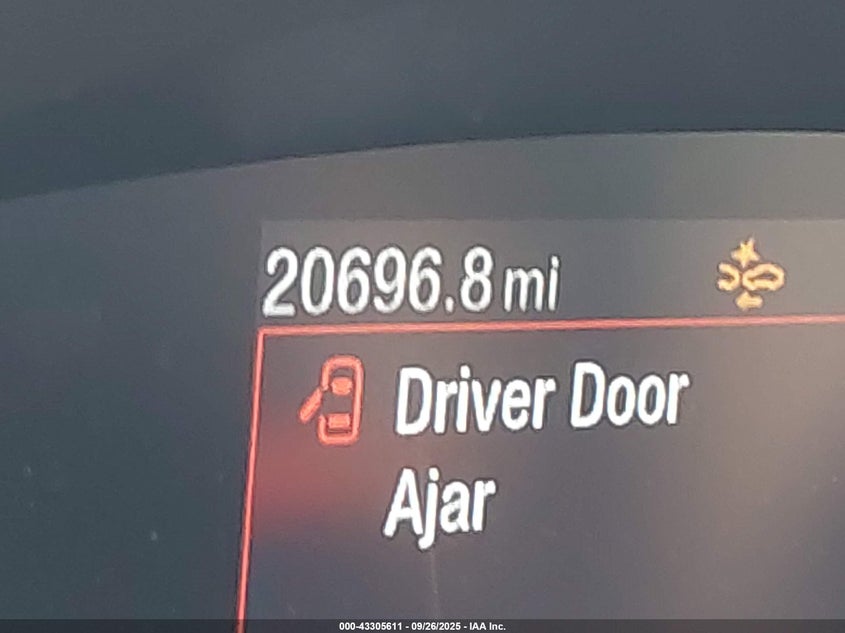 20696.8 mi
Driver Door
Ajar
000-43305611 - 09/26/2025 - IAA Inc.